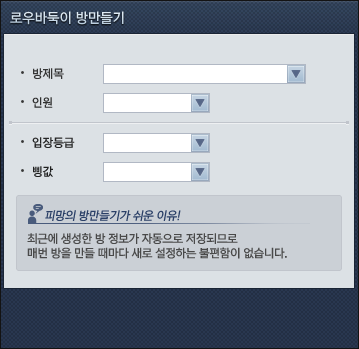 로우바둑이 방만들기
• 방제목
• 인원
• 입장등급
• 삥값
피망의 방만들기가 쉬운 이유!
최근에 생성한 방 정보가 자동으로 저장되므로
매번 방을 만들 때마다 새로 설정하는 불편함이 없습니다.